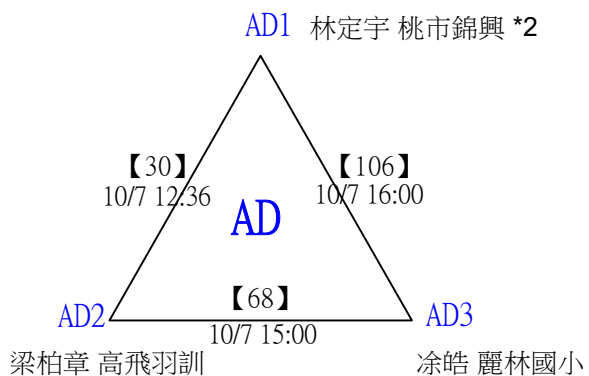 AD1 林定宇 桃市錦興 *2
【30】
10/7 12:36
【106】
10/7 16:00
AD
【68】
10/7 15:00
AD2
AD3
梁柏章 高飛羽訓
凃皓 麗林國小